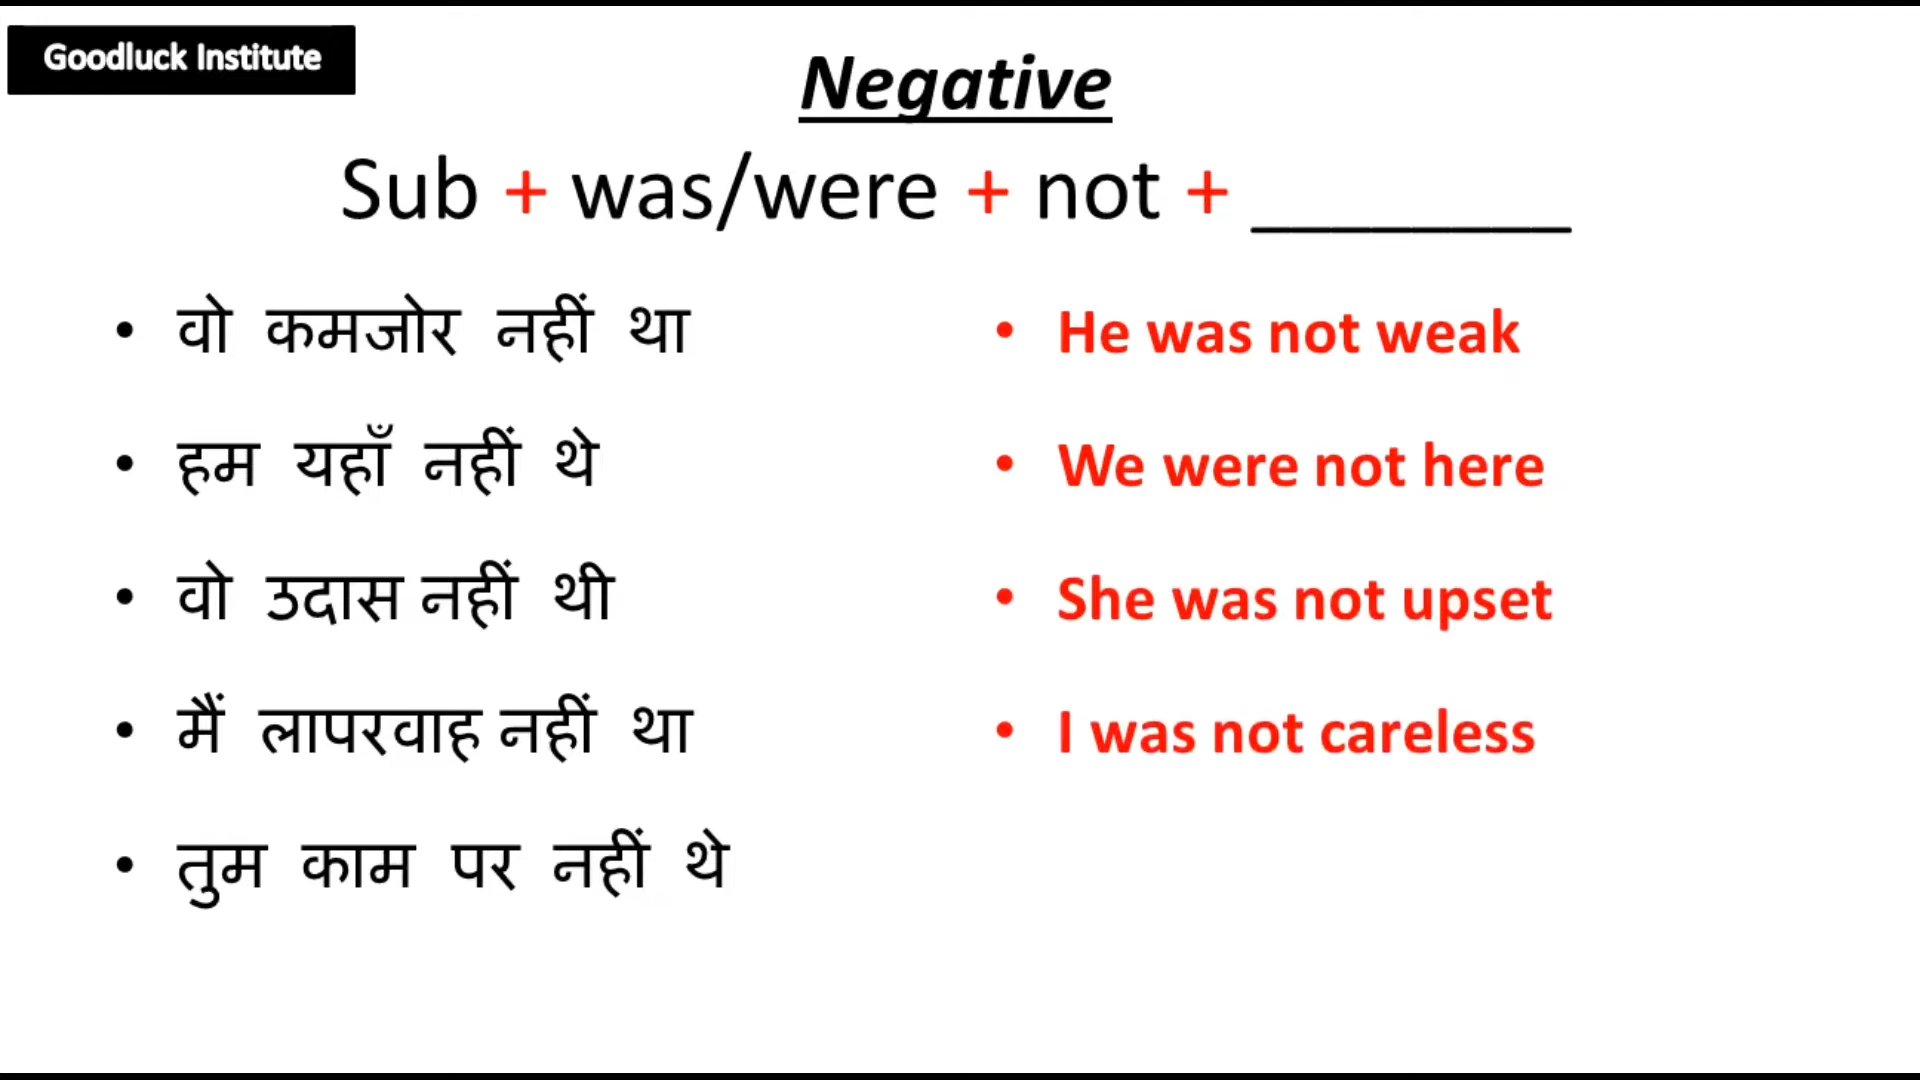 Goodluck Institute
Negative
Sub + was/were + not + ________
• वो कमजोर नहीं था
• He was not weak
• हम यहाँ नहीं थे
• We were not here
• वो उदास नहीं थी
• She was not upset
• मैं लापरवाह नहीं था
• I was not careless
• तुम काम पर नहीं थे